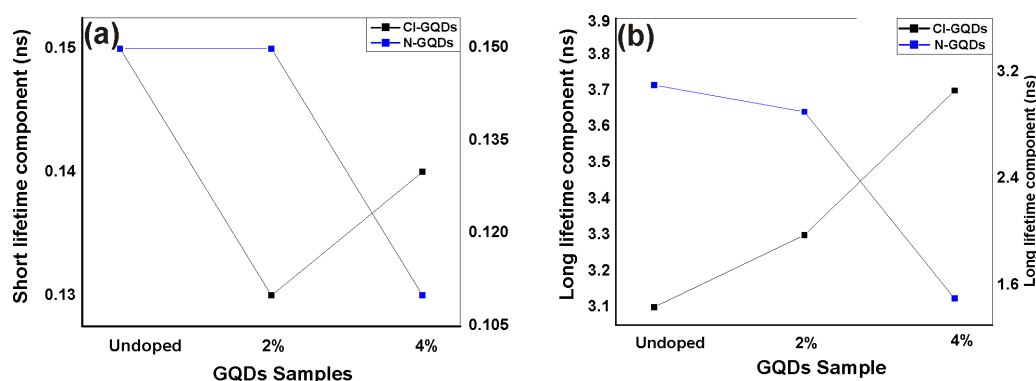 (a)
Cl-GQDs
N-GQDs
Short lifetime component (ns)
0.15
0.14
0.13
0.150
0.135
0.120
0.105
Undoped 2% 4%
GQDs Samples
(b)
Cl-GQDs
N-GQDs
Long lifetime component (ns)
3.9
3.8
3.7
3.6
3.5
3.4
3.3
3.2
3.1
3.2
2.4
1.6
Long lifetime component (ns)
Undoped 2% 4%
GQDs Sample